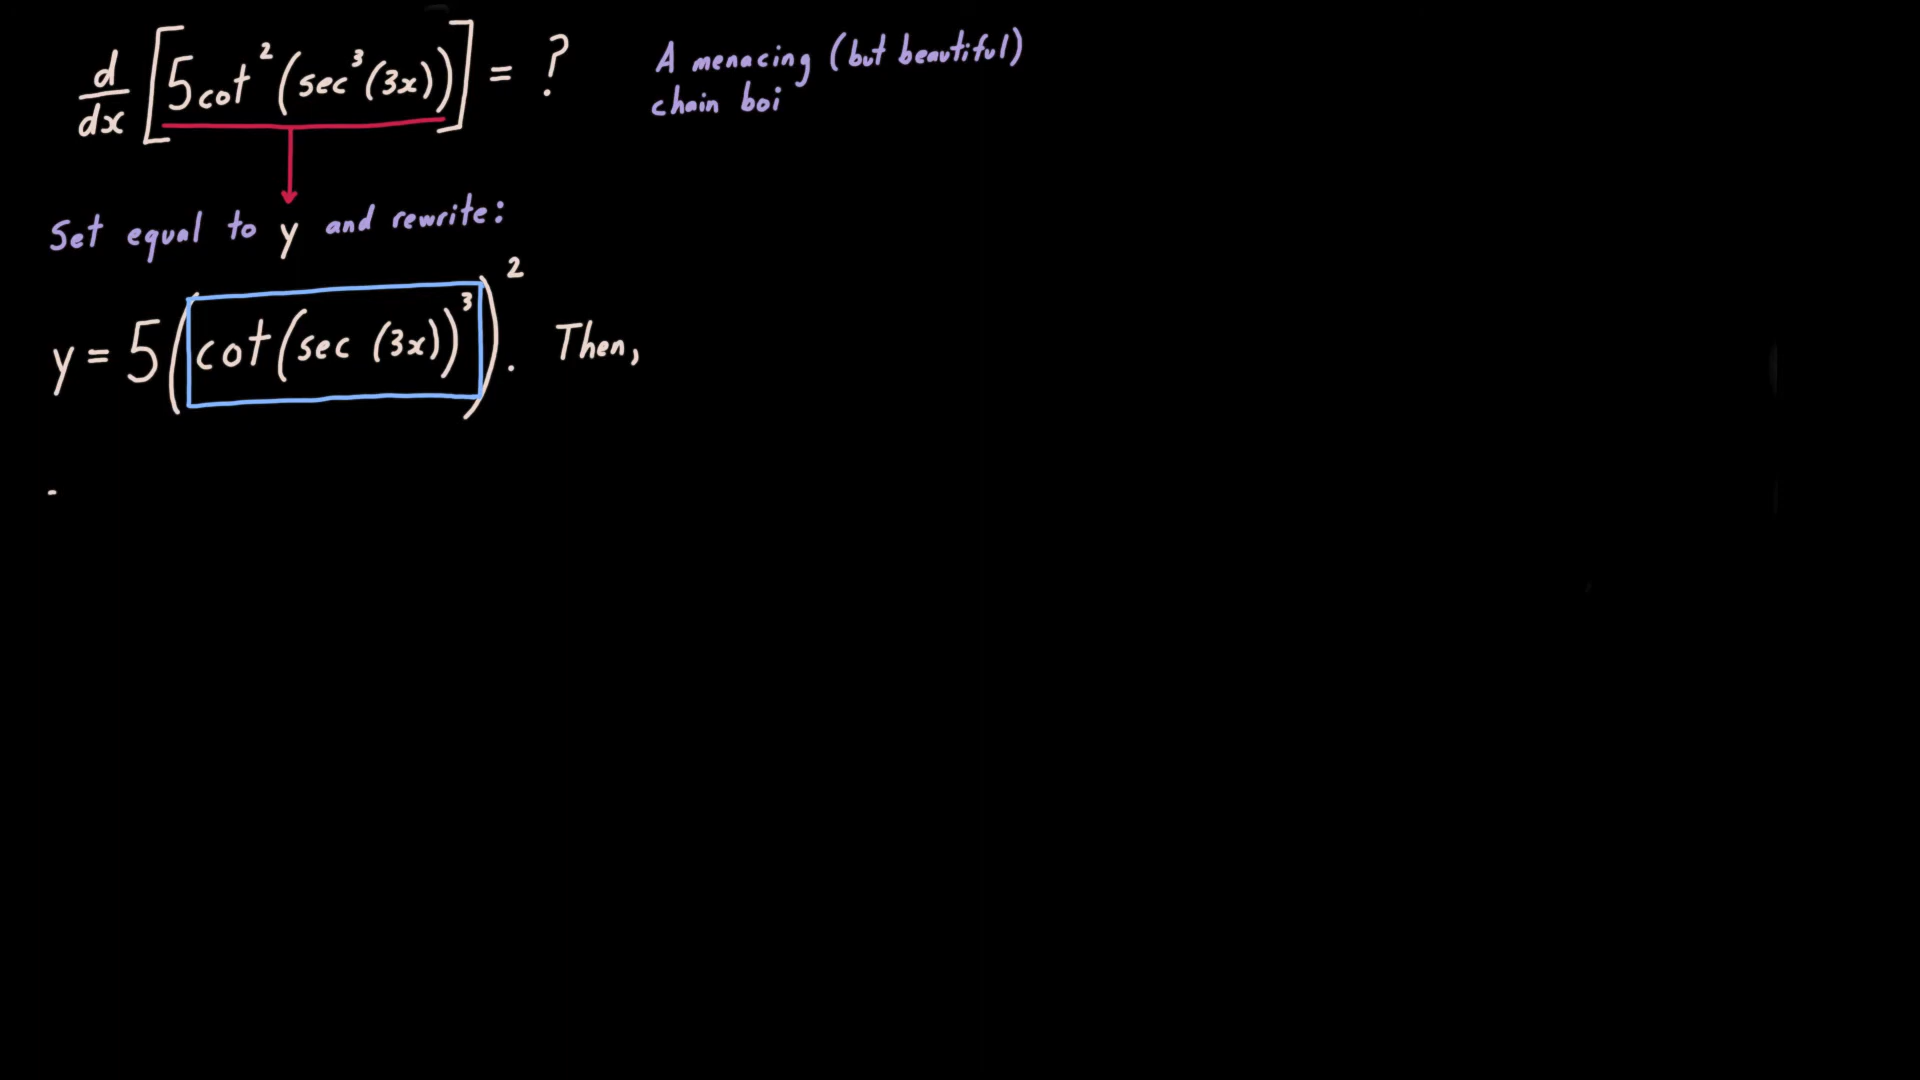 d/dx [5cot²(sec³(3x))] = ?
A menacing (but beautiful)
chain boi
Set equal to y and rewrite:
y = 5(cot(sec (3x))³)². Then,